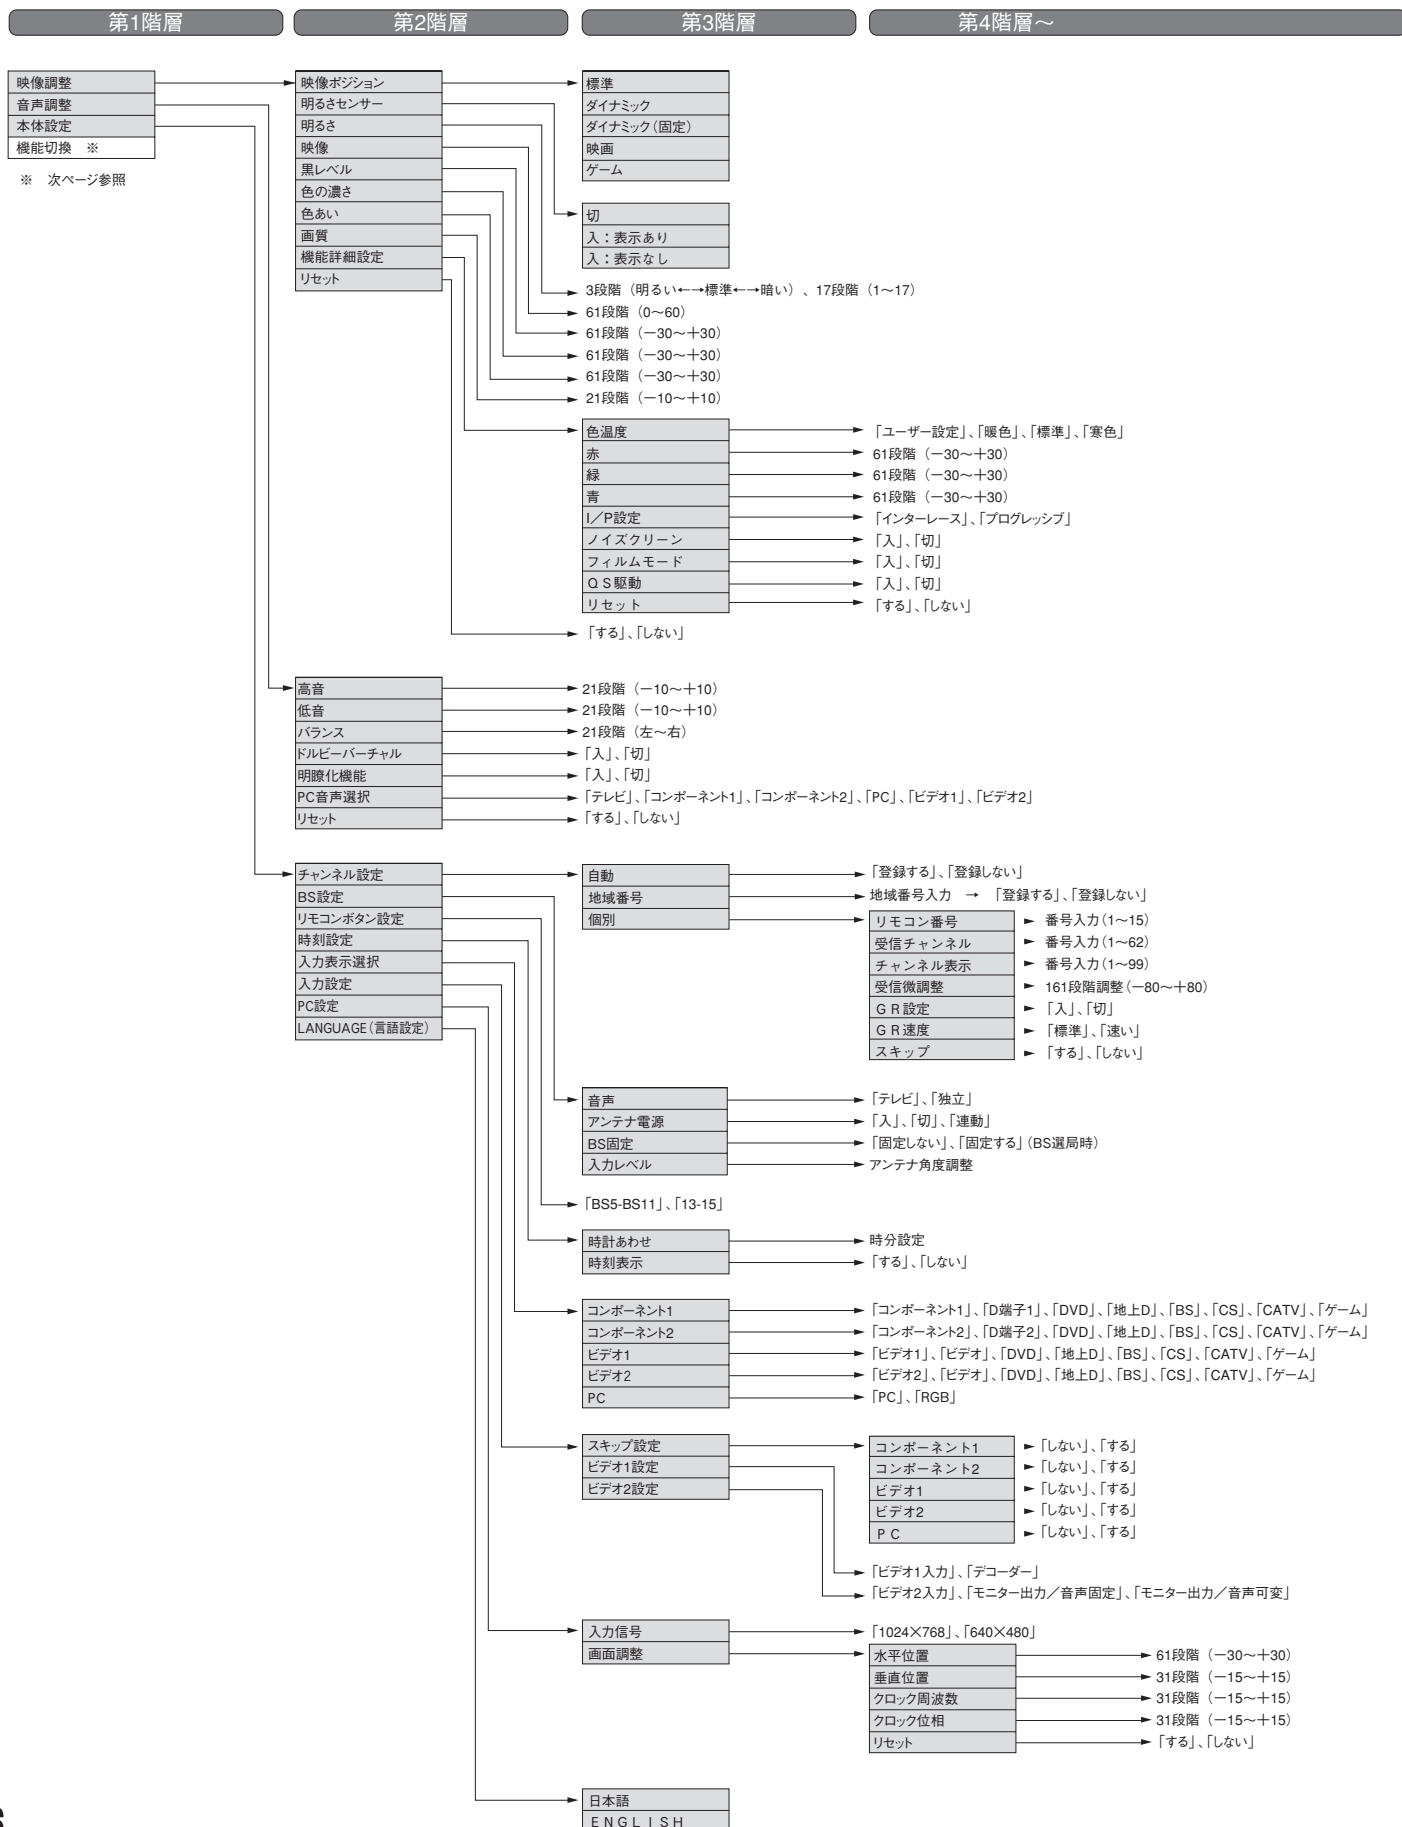 第1階層
第2階層
第3階層
第4階層～
映像調整
音声調整
本体設定
機能切換　※
※　次ページ参照
映像ポジション
明るさセンサー
明るさ
映像
黒レベル
色の濃さ
色あい
画質
機能詳細設定
リセット
標準
ダイナミック
ダイナミック（固定）
映画
ゲーム
切
入：表示あり
入：表示なし
3段階（明るい←→標準←→暗い）、17段階（1～17）
61段階（0～60）
61段階（－30～＋30）
61段階（－30～＋30）
61段階（－30～＋30）
21段階（－10～＋10）
色温度
「ユーザー設定」、「暖色」、「標準」、「寒色」
赤
61段階（－30～＋30）
緑
61段階（－30～＋30）
青
61段階（－30～＋30）
I／P設定
「インターレース」、「プログレッシブ」
ノイズクリーン
「入」、「切」
フィルムモード
「入」、「切」
ＱＳ駆動
「入」、「切」
リセット
「する」、「しない」
「する」、「しない」
高音
21段階（－10～＋10）
低音
21段階（－10～＋10）
バランス
21段階（左～右）
ドルビーバーチャル
「入」、「切」
明瞭化機能
「入」、「切」
PC音声選択
「テレビ」、「コンポーネント1」、「コンポーネント2」、「PC」、「ビデオ1」、「ビデオ2」
リセット
「する」、「しない」
チャンネル設定
BS設定
リモコンボタン設定
時刻設定
入力表示選択
入力設定
PC設定
LANGUAGE（言語設定）
自動
「登録する」、「登録しない」
地域番号
地域番号入力　→　「登録する」、「登録しない」
個別
リモコン番号
番号入力（1～15）
受信チャンネル
番号入力（1～62）
チャンネル表示
番号入力（1～99）
受信微調整
161段階調整（－80～＋80）
ＧＲ設定
「入」、「切」
ＧＲ速度
「標準」、「速い」
スキップ
「する」、「しない」
音声
「テレビ」、「独立」
アンテナ電源
「入」、「切」、「連動」
BS固定
「固定しない」、「固定する」（BS選局時）
入力レベル
アンテナ角度調整
「BS5-BS11」、「13-15」
時計あわせ
時分設定
時刻表示
「する」、「しない」
コンポーネント1
「コンポーネント1」、「D端子1」、「DVD」、「地上D」、「BS」、「CS」、「CATV」、「ゲーム」
コンポーネント2
「コンポーネント2」、「D端子2」、「DVD」、「地上D」、「BS」、「CS」、「CATV」、「ゲーム」
ビデオ1
「ビデオ1」、「ビデオ」、「DVD」、「地上D」、「BS」、「CS」、「CATV」、「ゲーム」
ビデオ2
「ビデオ2」、「ビデオ」、「DVD」、「地上D」、「BS」、「CS」、「CATV」、「ゲーム」
PC
「PC」、「RGB」
スキップ設定
ビデオ1設定
ビデオ2設定
コンポーネント1
「しない」、「する」
コンポーネント2
「しない」、「する」
ビデオ1
「しない」、「する」
ビデオ2
「しない」、「する」
ＰＣ
「しない」、「する」
「ビデオ1入力」、「デコーダー」
「ビデオ2入力」、「モニター出力／音声固定」、「モニター出力／音声可変」
入力信号
「1024×768」、「640×480」
画面調整
水平位置
61段階（－30～＋30）
垂直位置
31段階（－15～＋15）
クロック周波数
31段階（－15～＋15）
クロック位相
31段階（－15～＋15）
リセット
「する」、「しない」
日本語
ＥＮＧＬＩＳＨ